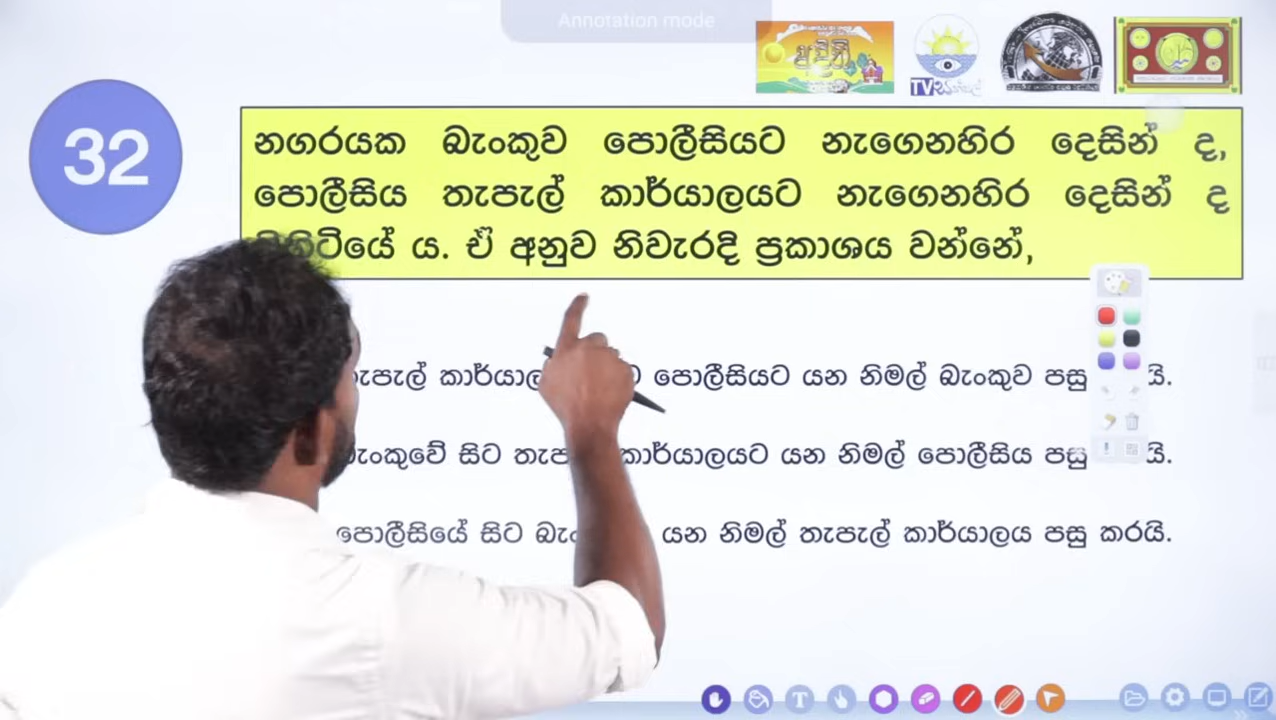 Annotation mode
TV
32
නගරයක බැංකුව පොලීසියට නැගෙනහිර දෙසින් ද,
පොලීසිය තැපැල් කාර්යාලයට නැගෙනහිර දෙසින් ද
ය. ඒ අනුව නිවැරදි ප්‍රකාශය වන්නේ,
පොලීසියට යන නිමල් බැංකුව පසු
සිට කාර්යාලයට යන නිමල් පොලීසිය පසු
පොලීසියේ සිට යන නිමල් තැපැල් කාර්යාලය පසු කරයි.